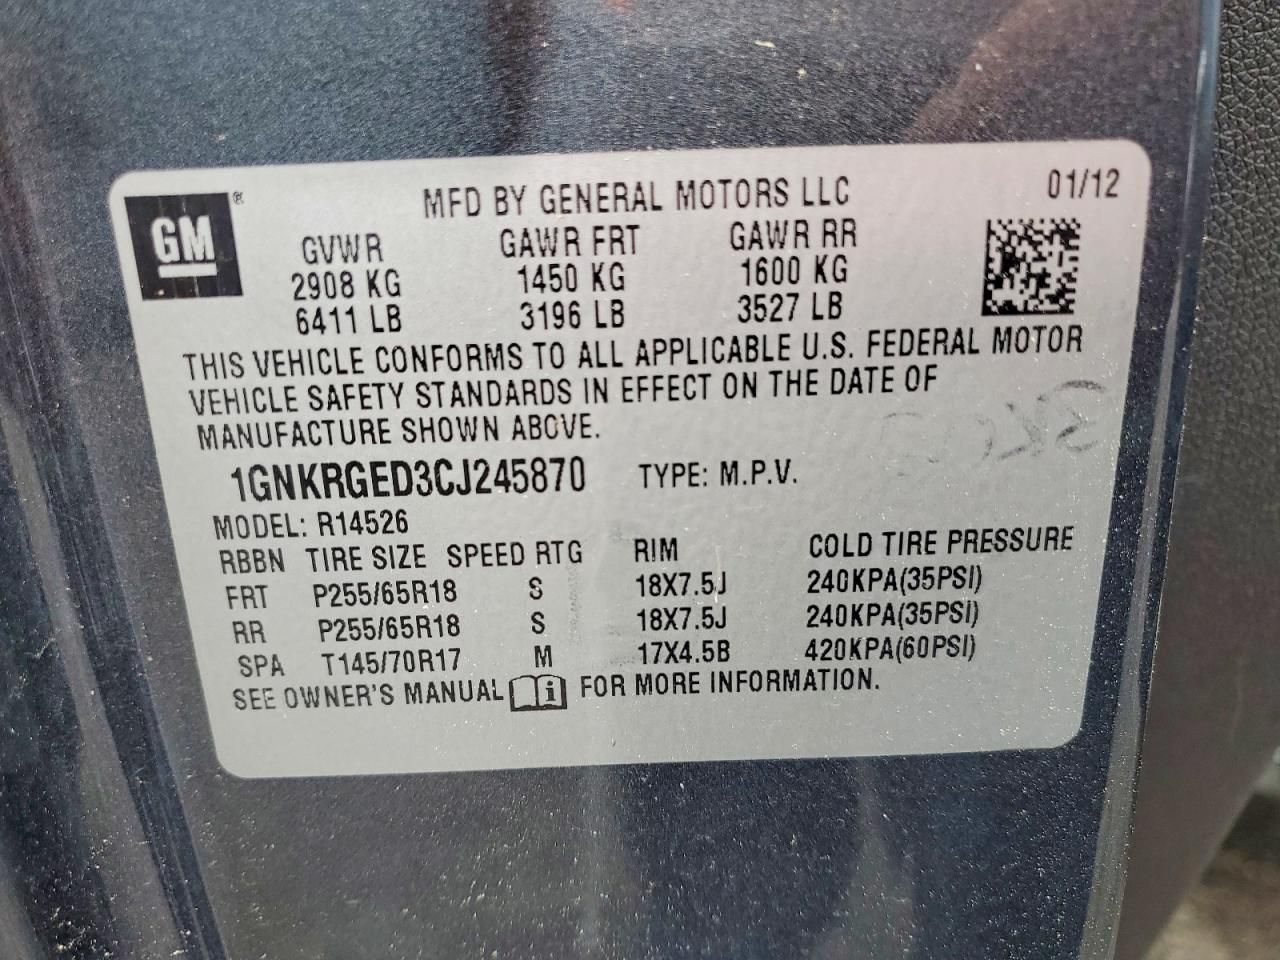 GM® MFD BY GENERAL MOTORS LLC 01/12
GVWR GAWR FRT GAWR RR
2908 KG 1450 KG 1600 KG
6411 LB 3196 LB 3527 LB
THIS VEHICLE CONFORMS TO ALL APPLICABLE U.S. FEDERAL MOTOR
VEHICLE SAFETY STANDARDS IN EFFECT ON THE DATE OF
MANUFACTURE SHOWN ABOVE.
1GNKRGED3CJ245870 TYPE: M.P.V.
MODEL: R14526
RBBN TIRE SIZE SPEED RTG RIM COLD TIRE PRESSURE
FRT P255/65R18 S 18X7.5J 240KPA(35PSI)
RR P255/65R18 S 18X7.5J 240KPA(35PSI)
SPA T145/70R17 M 17X4.5B 420KPA(60PSI)
SEE OWNER'S MANUAL FOR MORE INFORMATION.